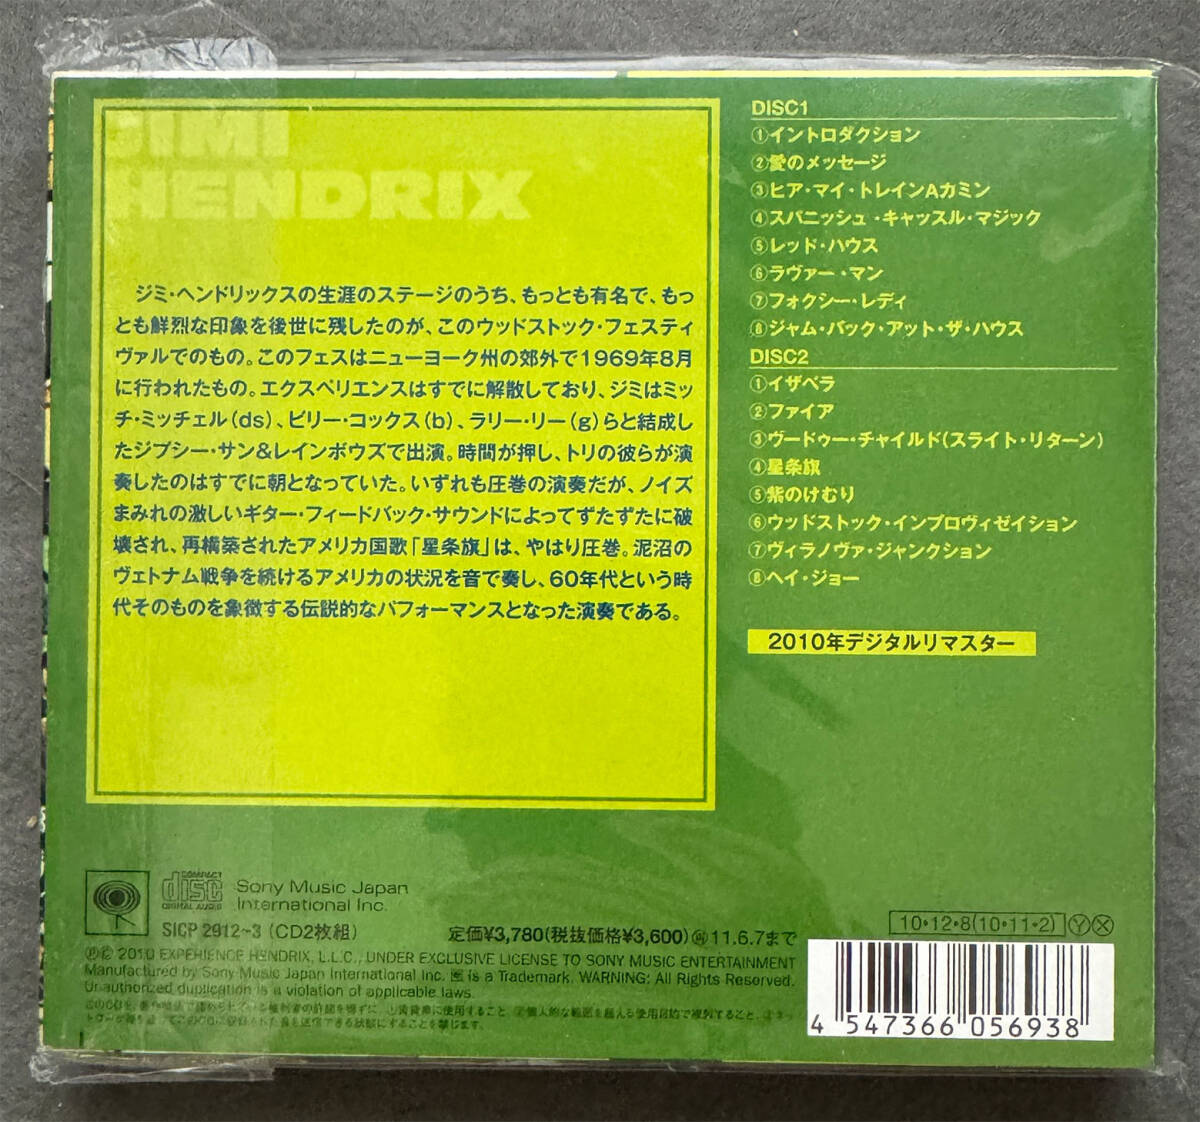 JIMI
HENDRIX
ジミ・ヘンドリックスの生涯のステージのうち、もっとも有名で、もっ
とも鮮烈な印象を後世に残したのが、このウッドストック・フェスティ
ヴァルでのもの。このフェスはニューヨーク州の郊外で1969年8月
に行われたもの。エクスペリエンスはすでに解散しており、ジミはミッ
チ・ミッチェル(ds)、ビリー・コックス(b)、ラリー・リー(g)らと結成し
たジプシー・サン&レインボウズで出演。時間が押し、トリの彼らが演
奏したのはすでに朝となっていた。いずれも圧巻の演奏だが、ノイズ
まみれの激しいギター・フィードバック・サウンドによってずたずたに破
壊され、再構築されたアメリカ国歌「星条旗」は、やはり圧巻。泥沼の
ヴェトナム戦争を続けるアメリカの状況を音で奏し、60年代という時
代そのものを象徴する伝説的なパフォーマンスとなった演奏である。
DISC1
①イントロダクション
②愛のメッセージ
③ヒア・マイ・トレインAカミン
④スパニッシュ・キャッスル・マジック
⑤レッド・ハウス
⑥ラヴァー・マン
⑦フォクシー・レディ
⑧ジャム・バック・アット・ザ・ハウス
DISC2
①イザベラ
②ファイア
③ヴードゥー・チャイルド(スライト・リターン)
④星条旗
⑤紫のけむり
⑥ウッドストック・インプロヴィゼイション
⑦ヴィラノヴァ・ジャンクション
⑧ヘイ・ジョー
2010年デジタルリマスター
COMPACT
disc
DIGITAL AUDIO
Sony Music Japan
International Inc.
SICP 2912~3 (CD2枚組)
定価¥3,780(税抜価格¥3,600) 11.6.7まで
10・12・8(10・11・2) Ⓨ Ⓧ
Ⓟ© 2010 EXPERIENCE HENDRIX, L.L.C., UNDER EXCLUSIVE LICENSE TO SONY MUSIC ENTERTAINMENT
Manufactured by Sony Music Japan International Inc. is a Trademark. WARNING: All Rights Reserved.
Unauthorized duplication is a violation of applicable laws.
4 547366 056938